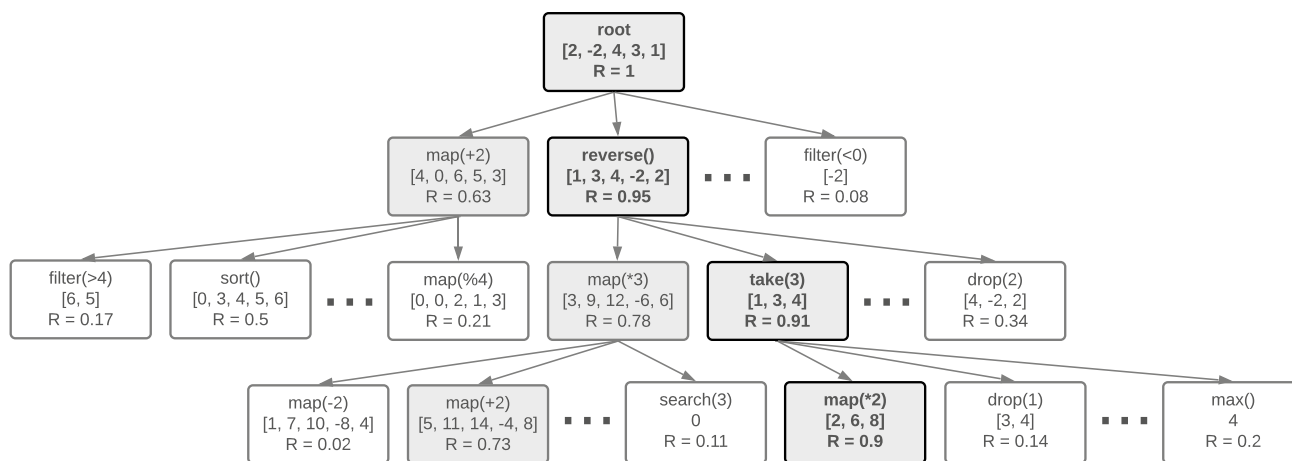 root
[2, -2, 4, 3, 1]
R = 1
map(+2)
[4, 0, 6, 5, 3]
R = 0.63
reverse()
[1, 3, 4, -2, 2]
R = 0.95
filter(<0)
[-2]
R = 0.08
filter(>4)
[6, 5]
R = 0.17
sort()
[0, 3, 4, 5, 6]
R = 0.5
map(%4)
[0, 0, 2, 1, 3]
R = 0.21
map(*3)
[3, 9, 12, -6, 6]
R = 0.78
take(3)
[1, 3, 4]
R = 0.91
drop(2)
[4, -2, 2]
R = 0.34
map(-2)
[1, 7, 10, -8, 4]
R = 0.02
map(+2)
[5, 11, 14, -4, 8]
R = 0.73
search(3)
0
R = 0.11
map(*2)
[2, 6, 8]
R = 0.9
drop(1)
[3, 4]
R = 0.14
max()
4
R = 0.2